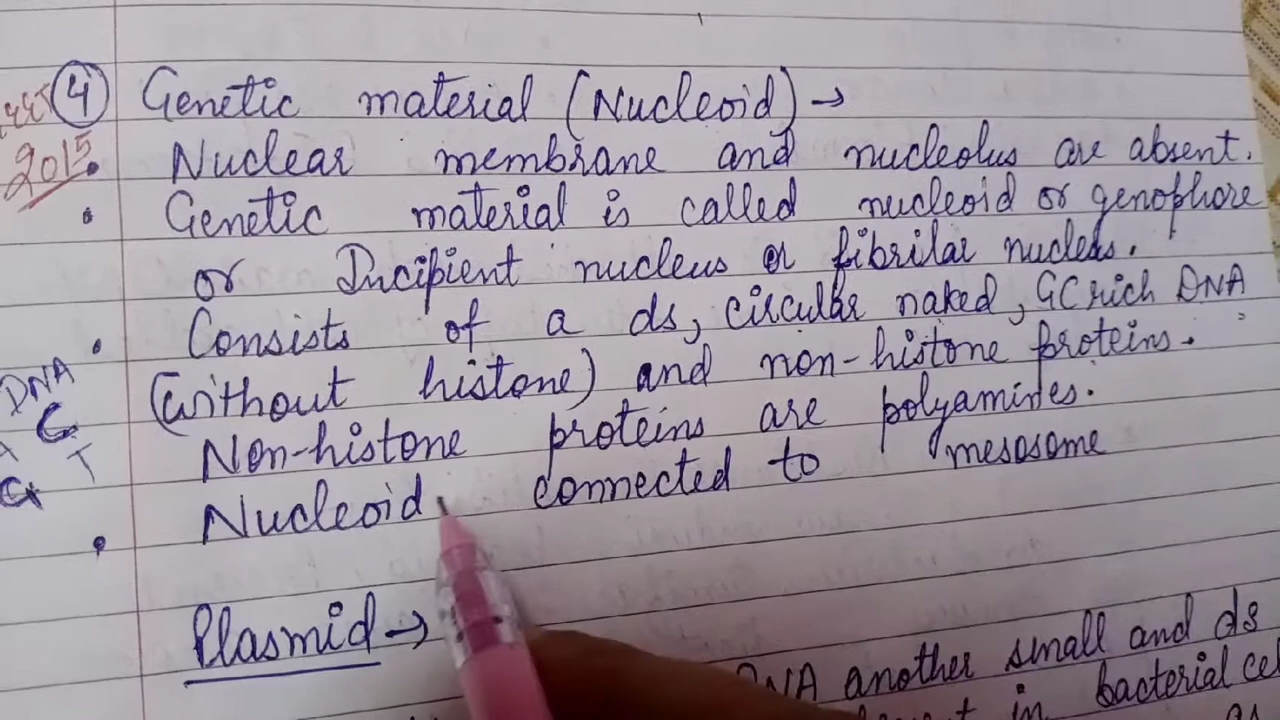 ④ Genetic material (Nucleoid) →
2015
• Nuclear membrane and nucleolus are absent.
• Genetic material is called nucleoid or genophore
or Incipient nucleus or fibrilar nucleus.
• Consists of a ds, circular naked, GC rich DNA
(without histone) and non-histone proteins.
Non-histone proteins are polyamines.
• Nucleoid connected to mesosome
DNA
C
T
G
Plasmid →
DNA another small and ds
in bacterial
as